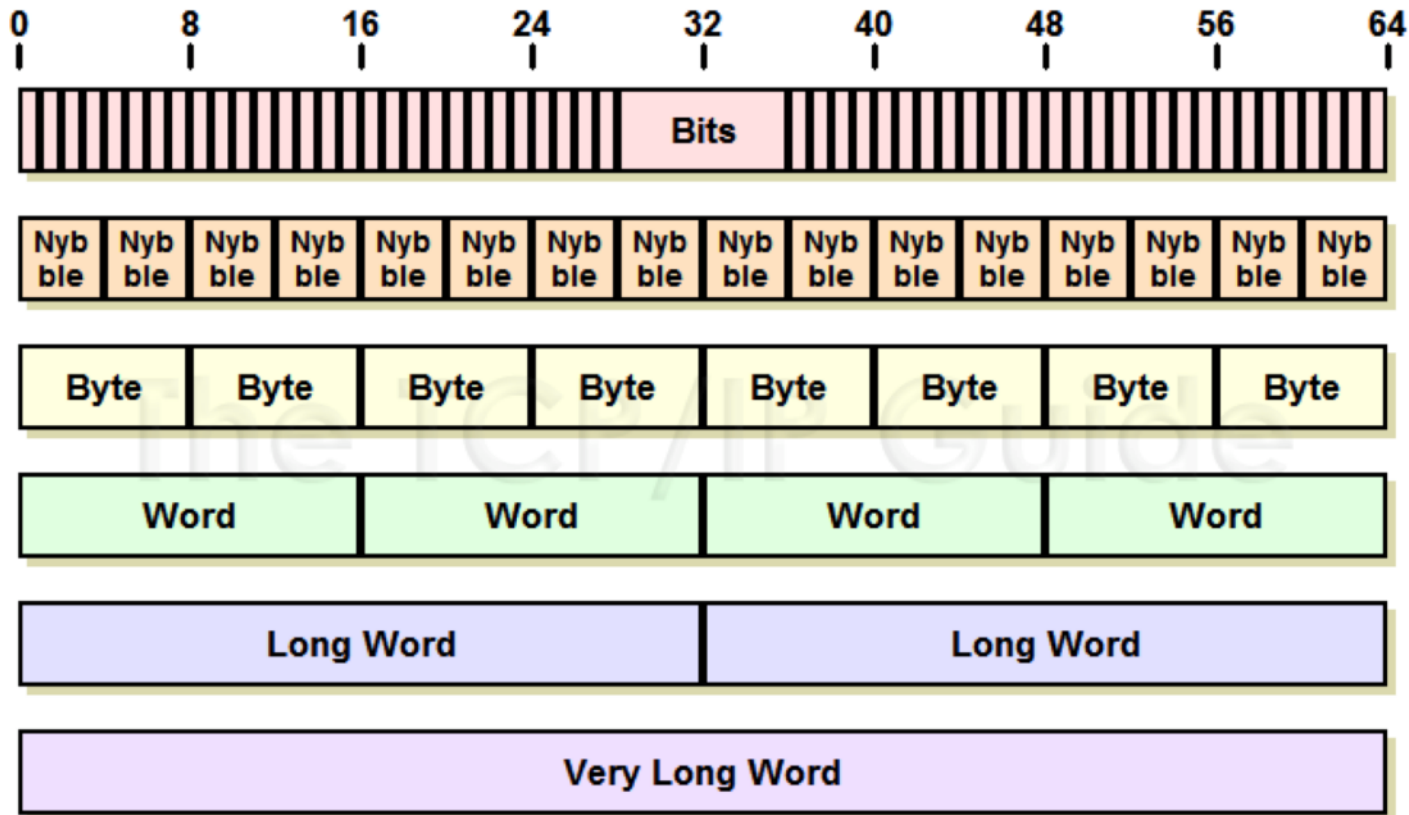 0 8 16 24 32 40 48 56 64
Bits
Nyb Nyb Nyb Nyb Nyb Nyb Nyb Nyb Nyb Nyb Nyb Nyb Nyb Nyb Nyb Nyb
ble ble ble ble ble ble ble ble ble ble ble ble ble ble ble ble
Byte Byte Byte Byte Byte Byte Byte Byte
The TCP/IP Guide
Word Word Word Word
Long Word Long Word
Very Long Word